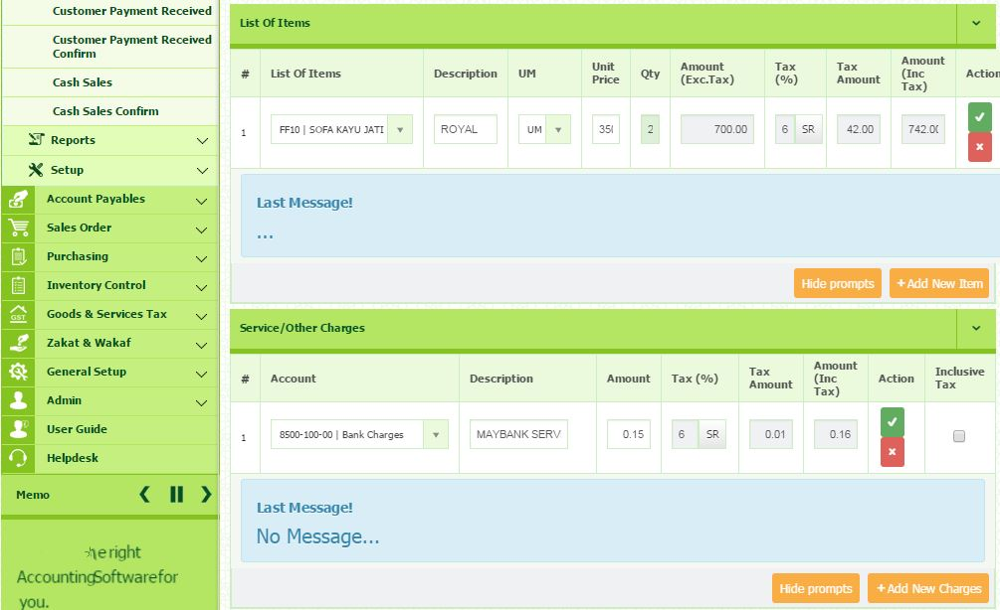 Customer Payment Received
Customer Payment Received
Confirm
Cash Sales
Cash Sales Confirm
Reports
Setup
Account Payables
Sales Order
Purchasing
Inventory Control
GST
Goods & Services Tax
Zakat & Wakaf
General Setup
Admin
User Guide
Helpdesk
Memo
right
Accounting Software for
you.
List Of Items
# List Of Items Description UM Unit Price Qty Amount (Exc.Tax) Tax (%) Tax Amount Amount (Inc Tax) Action
1 FF10 | SOFA KAYU JATI ROYAL UM 2 700.00 6 SR 42.00 742.00
Last Message!
...
Hide prompts + Add New Item
Service/Other Charges
# Account Description Amount Tax (%) Tax Amount Amount (Inc Tax) Action Inclusive Tax
1 8500-100-00 | Bank Charges MAYBANK SERV 0.15 6 SR 0.01 0.16
Last Message!
No Message...
Hide prompts + Add New Charges